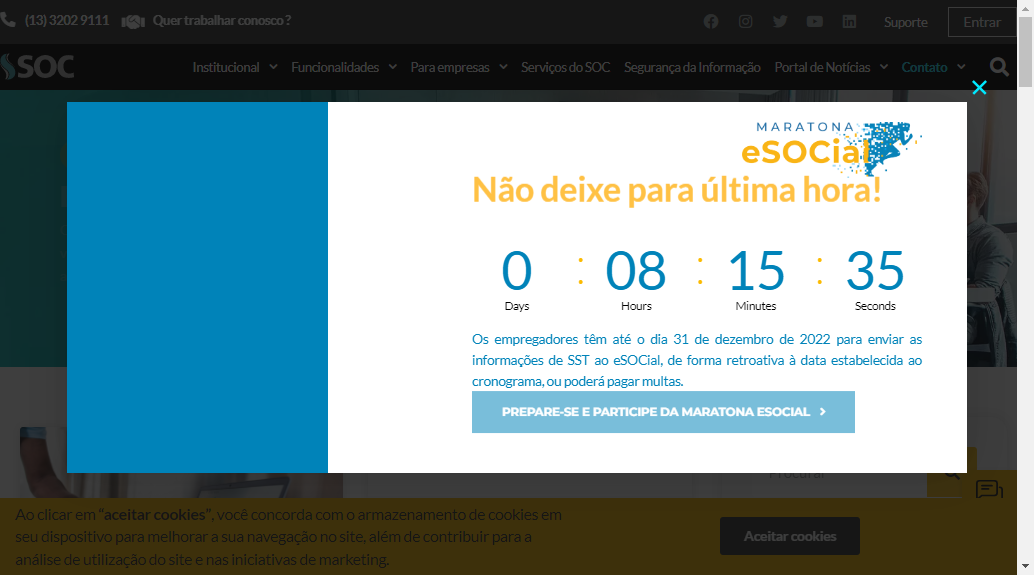 (13) 3202 9111 Quer trabalhar conosco ? Suporte Entrar
SOC Institucional Funcionalidades Para empresas Serviços do SOC Segurança da Informação Portal de Notícias Contato
MARATONA
eSOCial
Não deixe para última hora!
0 : 08 : 15 : 35
Days Hours Minutes Seconds
Os empregadores têm até o dia 31 de dezembro de 2022 para enviar as
informações de SST ao eSOCial, de forma retroativa à data estabelecida ao
cronograma, ou poderá pagar multas.
PREPARE-SE E PARTICIPE DA MARATONA ESOCIAL
Procurar
Ao clicar em “aceitar cookies”, você concorda com o armazenamento de cookies em
seu dispositivo para melhorar a sua navegação no site, além de contribuir para a
análise de utilização do site e nas iniciativas de marketing.
Aceitar cookies